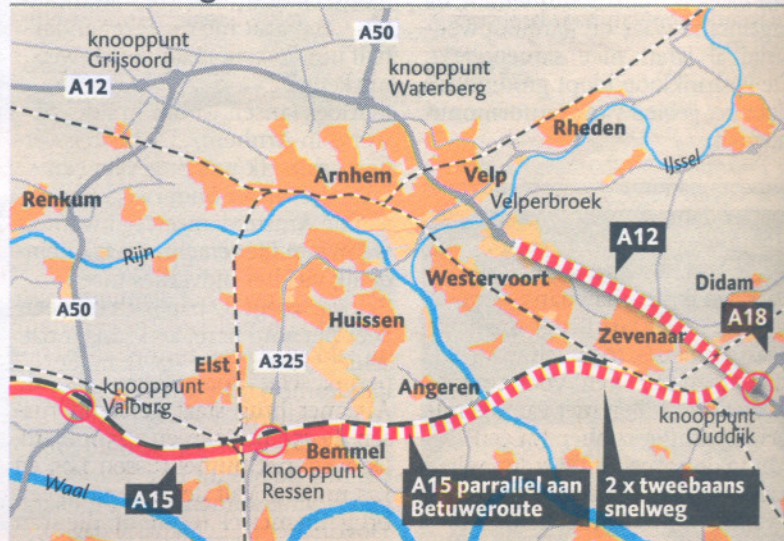 A50
knooppunt
Grijsoord
A12
knooppunt
Waterberg
Rheden
IJssel
Arnhem
Velp
Renkum
Velperbroek
Rijn
A12
Westervoort
Didam
A50
Huissen
Zevenaar
A18
Elst
A325
knooppunt
Valburg
Angeren
knooppunt
Ouddijk
Bemmel
Waal
A15
knooppunt
Ressen
A15 parrallel aan
Betuweroute
2 x tweebaans
snelweg